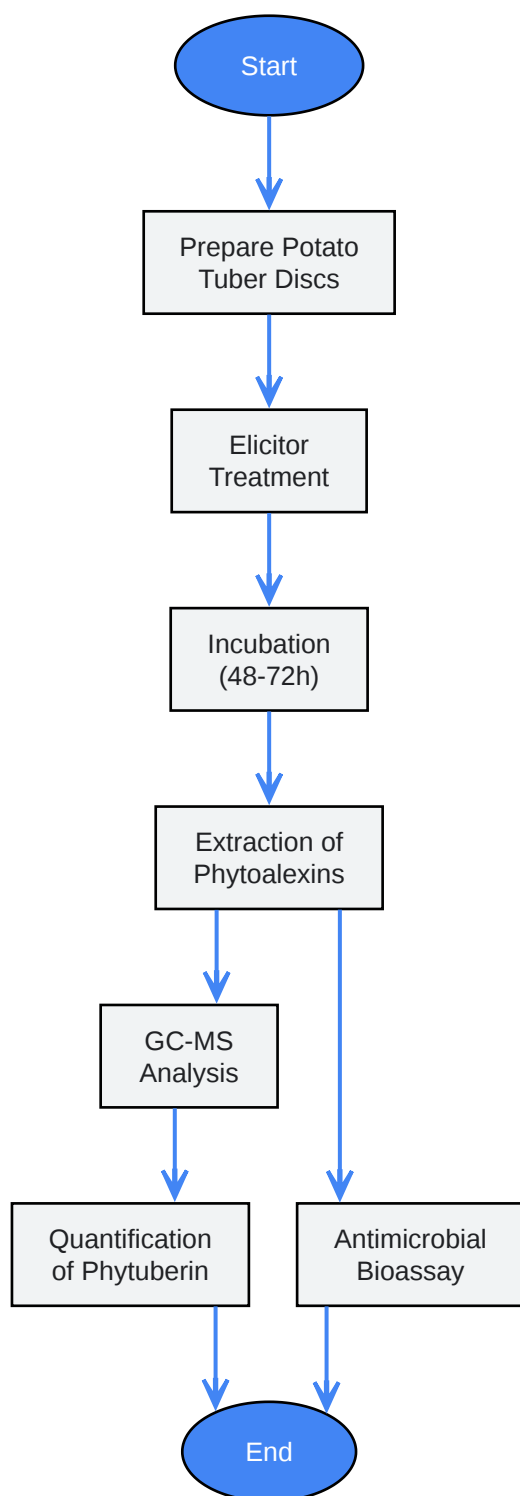 Start
Prepare Potato
Tuber Discs
Elicitor
Treatment
Incubation
(48-72h)
Extraction of
Phytoalexins
GC-MS
Analysis
Quantification
of Phytuberin
Antimicrobial
Bioassay
End